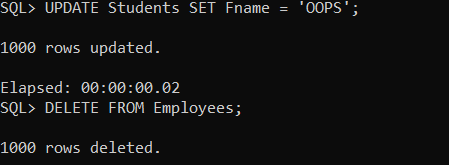 SQL> UPDATE Students SET Fname = 'OOPS';
1000 rows updated.
Elapsed: 00:00:00.02
SQL> DELETE FROM Employees;
1000 rows deleted.